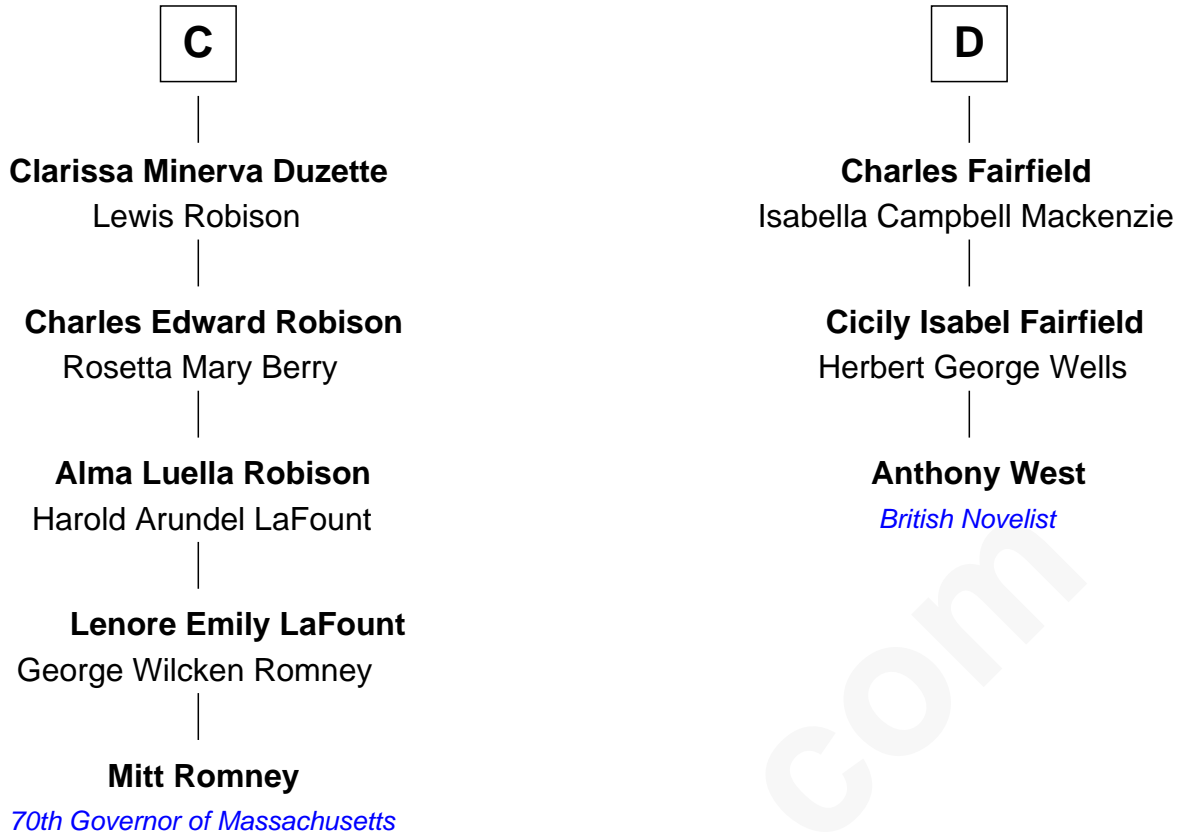 C
Clarissa Minerva Duzette
Lewis Robison
Charles Edward Robison
Rosetta Mary Berry
Alma Luella Robison
Harold Arundel LaFount
Lenore Emily LaFount
George Wilcken Romney
Mitt Romney
70th Governor of Massachusetts
D
Charles Fairfield
Isabella Campbell Mackenzie
Cicily Isabel Fairfield
Herbert George Wells
Anthony West
British Novelist
com